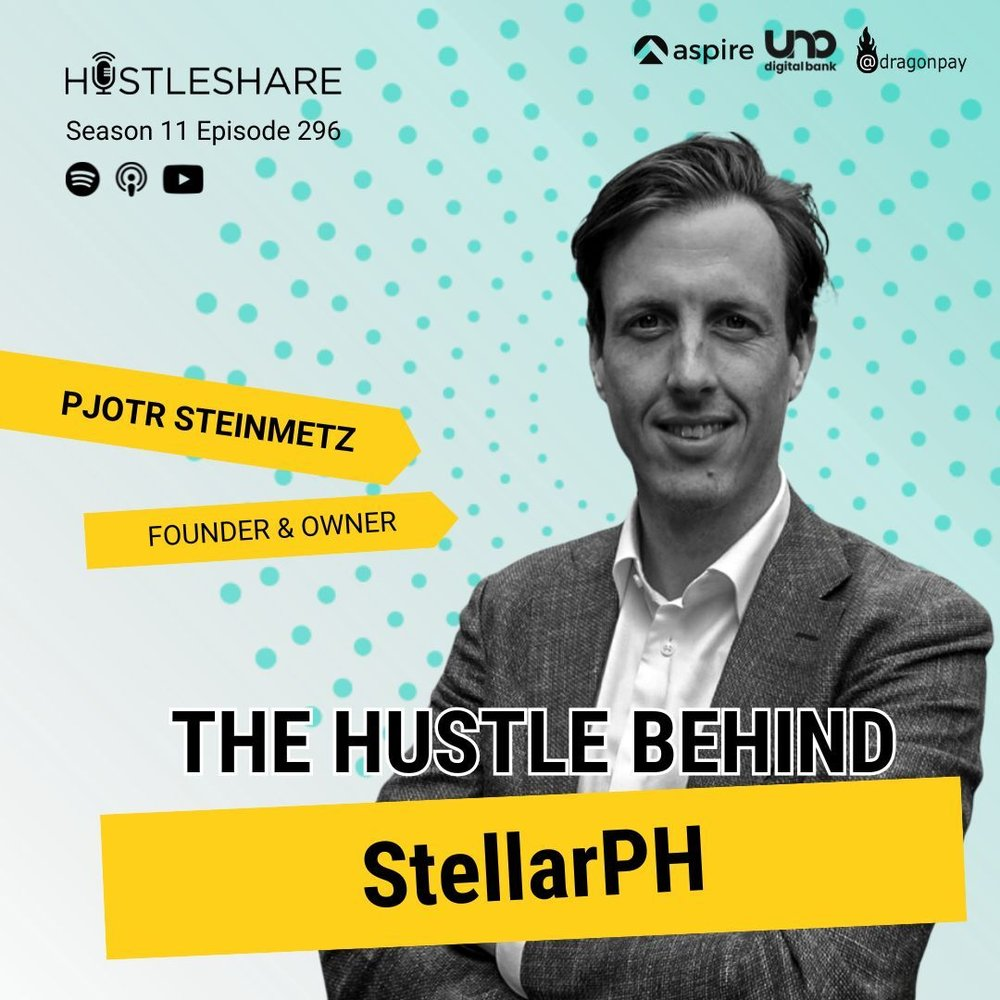 HUSTLESHARE
Season 11 Episode 296
aspire
uno
digital bank
@dragonpay
PJOTR STEINMETZ
FOUNDER & OWNER
THE HUSTLE BEHIND
StellarPH